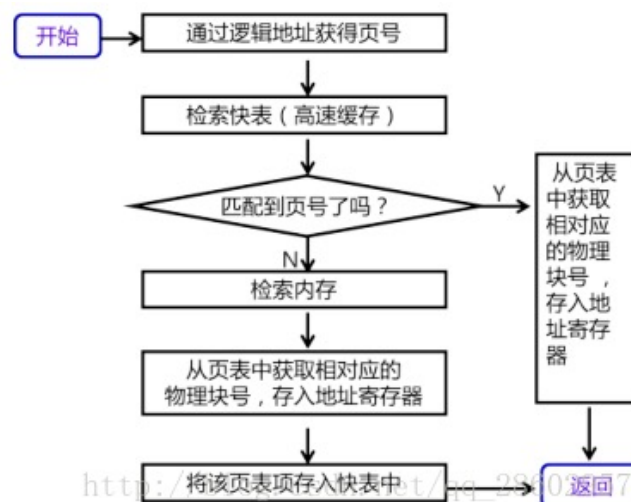 开始
通过逻辑地址获得页号
检索快表（高速缓存）
匹配到页号了吗？
Y
N
从页表
中获取
相对应
的物理
块号，
存入地
址寄存
器
检索内存
从页表中获取相对应的
物理块号，存入地址寄存器
将该页表项存入快表中
返回